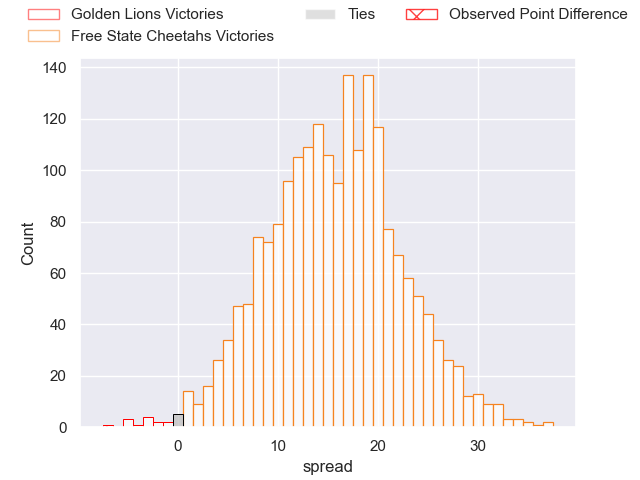 Golden Lions Victories
Free State Cheetahs Victories
Ties
Observed Point Difference
140
120
100
80
60
40
20
0
Count
0 10 20 30
spread